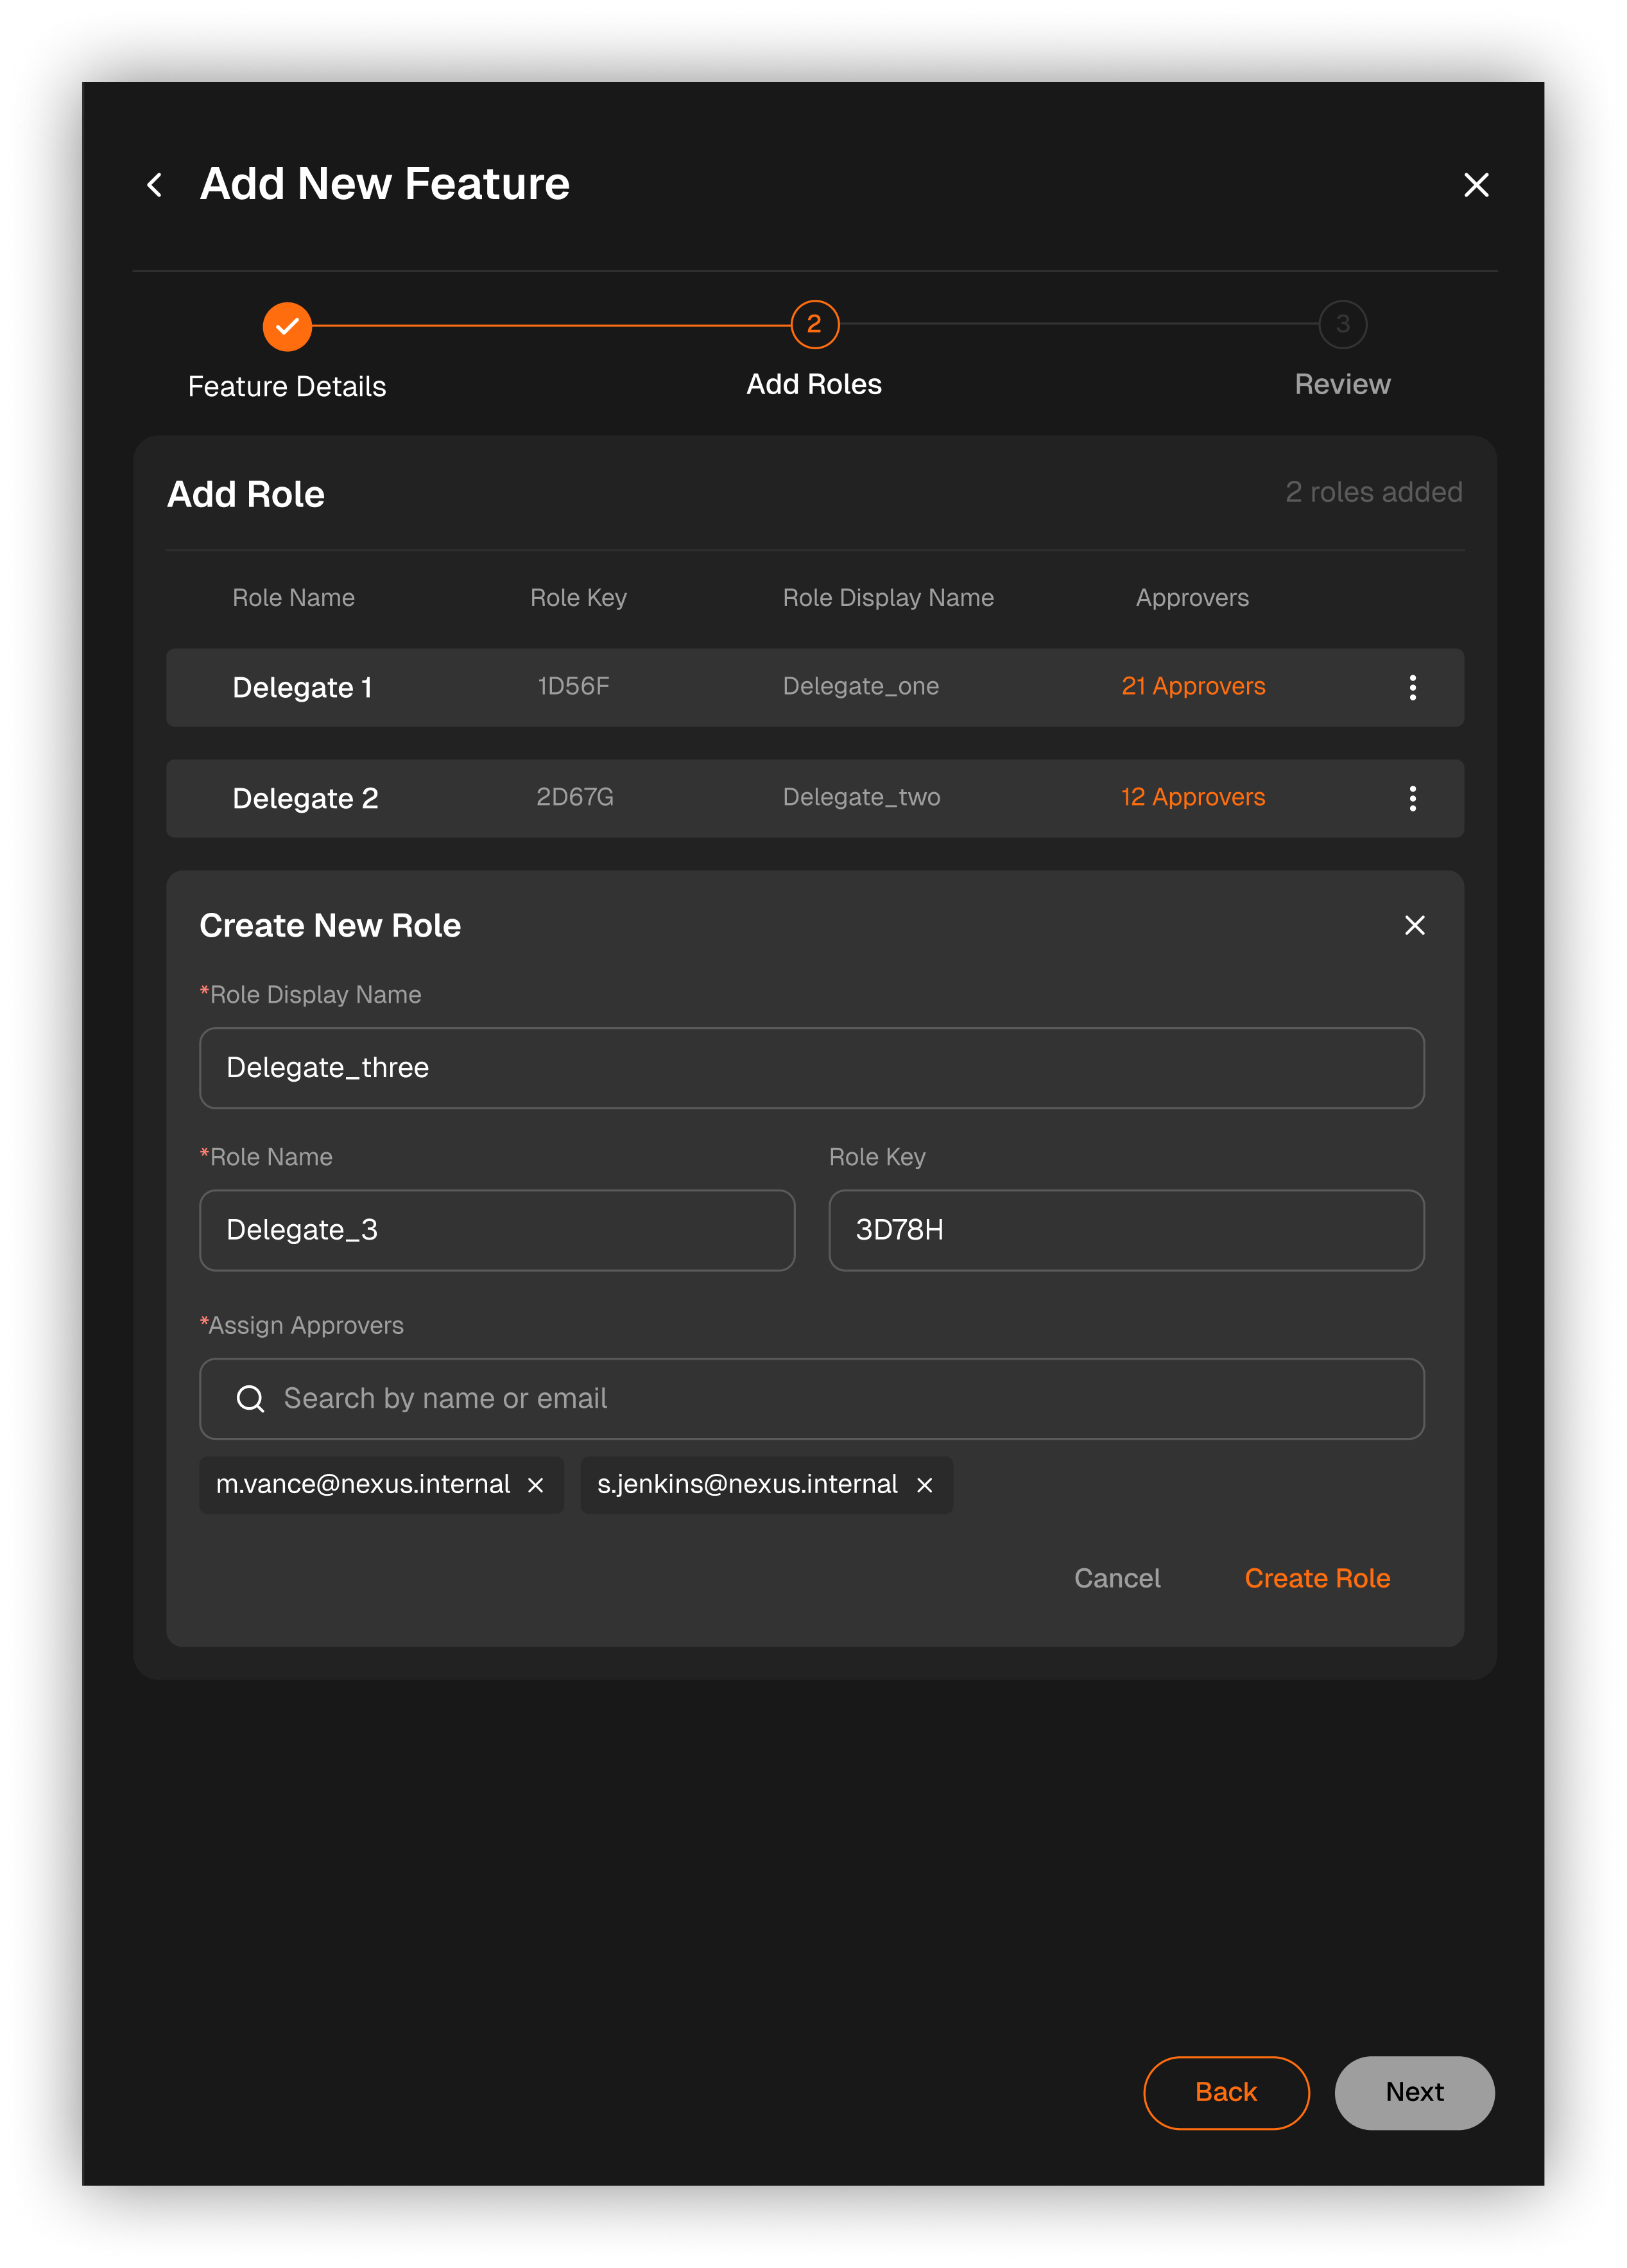 Add New Feature
2
3
Feature Details
Add Roles
Review
Add Role
2 roles added
Role Name
Role Key
Role Display Name
Approvers
Delegate 1
1D56F
Delegate_one
21 Approvers
Delegate 2
2D67G
Delegate_two
12 Approvers
Create New Role
*Role Display Name
Delegate_three
*Role Name
Role Key
Delegate_3
3D78H
*Assign Approvers
Search by name or email
m.vance@nexus.internal
s.jenkins@nexus.internal
Cancel
Create Role
Back
Next